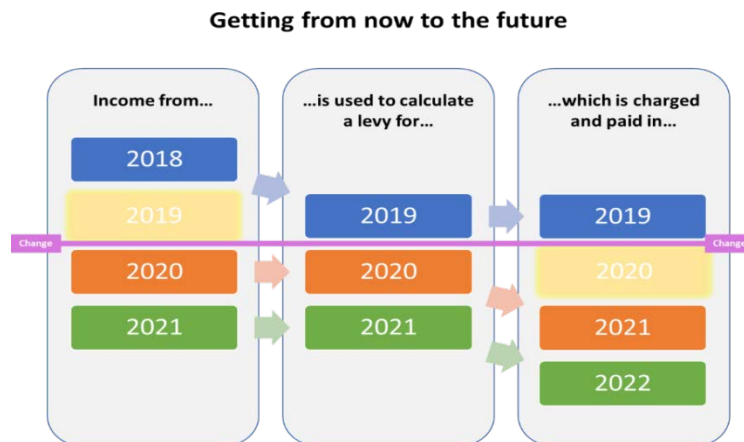 Getting from now to the future
Income from...
2018
2019
2020
2021
...is used to calculate
a levy for...
2019
2020
2021
...which is charged
and paid in...
2019
2020
2021
2022
Change
Change